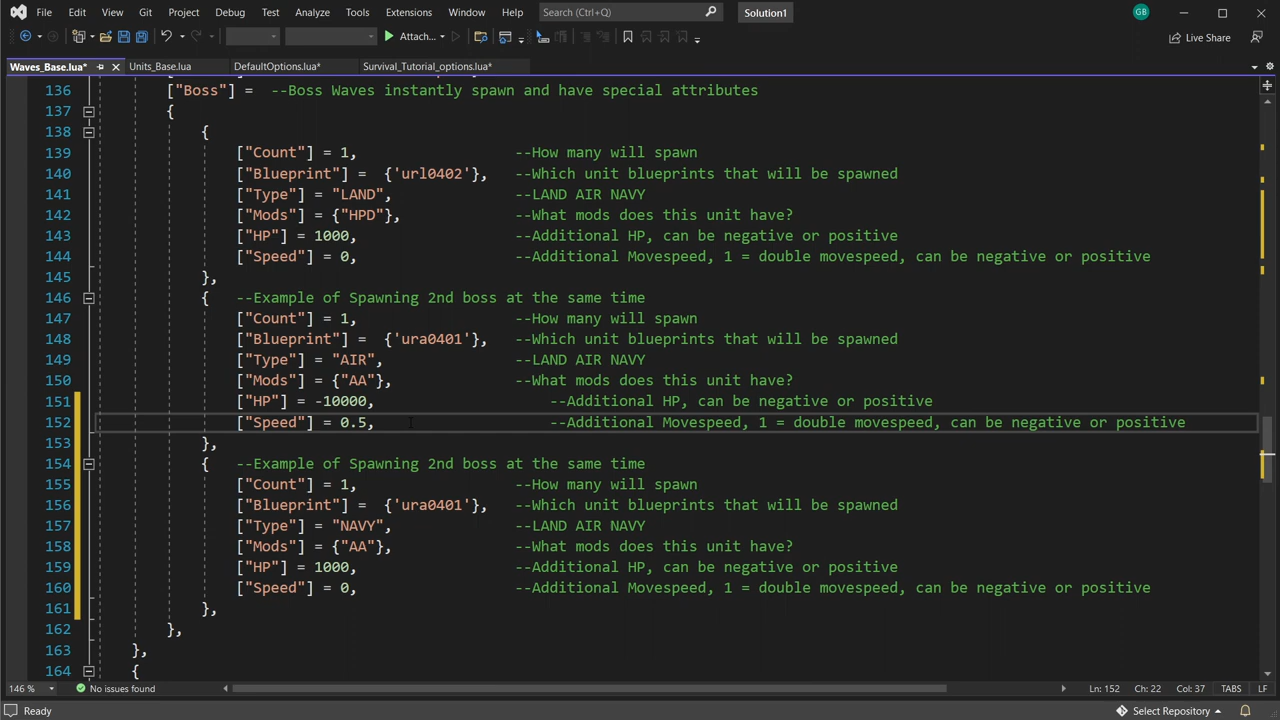 File Edit View Git Project Debug Test Analyze Tools Extensions Window Help Search (Ctrl+Q) Solution1 GB
Attach... Live Share
Waves_Base.lua* Units_Base.lua DefaultOptions.lua* Survival_Tutorial_options.lua*
136 ["Boss"] = --Boss Waves instantly spawn and have special attributes
137 {
138 {
139 ["Count"] = 1, --How many will spawn
140 ["Blueprint"] = {'url0402'}, --Which unit blueprints that will be spawned
141 ["Type"] = "LAND", --LAND AIR NAVY
142 ["Mods"] = {"HPD"}, --What mods does this unit have?
143 ["HP"] = 1000, --Additional HP, can be negative or positive
144 ["Speed"] = 0, --Additional Movespeed, 1 = double movespeed, can be negative or positive
145 },
146 { --Example of Spawning 2nd boss at the same time
147 ["Count"] = 1, --How many will spawn
148 ["Blueprint"] = {'ura0401'}, --Which unit blueprints that will be spawned
149 ["Type"] = "AIR", --LAND AIR NAVY
150 ["Mods"] = {"AA"}, --What mods does this unit have?
151 ["HP"] = -10000, --Additional HP, can be negative or positive
152 ["Speed"] = 0.5, --Additional Movespeed, 1 = double movespeed, can be negative or positive
153 },
154 { --Example of Spawning 2nd boss at the same time
155 ["Count"] = 1, --How many will spawn
156 ["Blueprint"] = {'ura0401'}, --Which unit blueprints that will be spawned
157 ["Type"] = "NAVY", --LAND AIR NAVY
158 ["Mods"] = {"AA"}, --What mods does this unit have?
159 ["HP"] = 1000, --Additional HP, can be negative or positive
160 ["Speed"] = 0, --Additional Movespeed, 1 = double movespeed, can be negative or positive
161 },
162 },
163 },
164 {
146 % No issues found Ln: 152 Ch: 22 Col: 37 TABS LF
Ready Select Repository